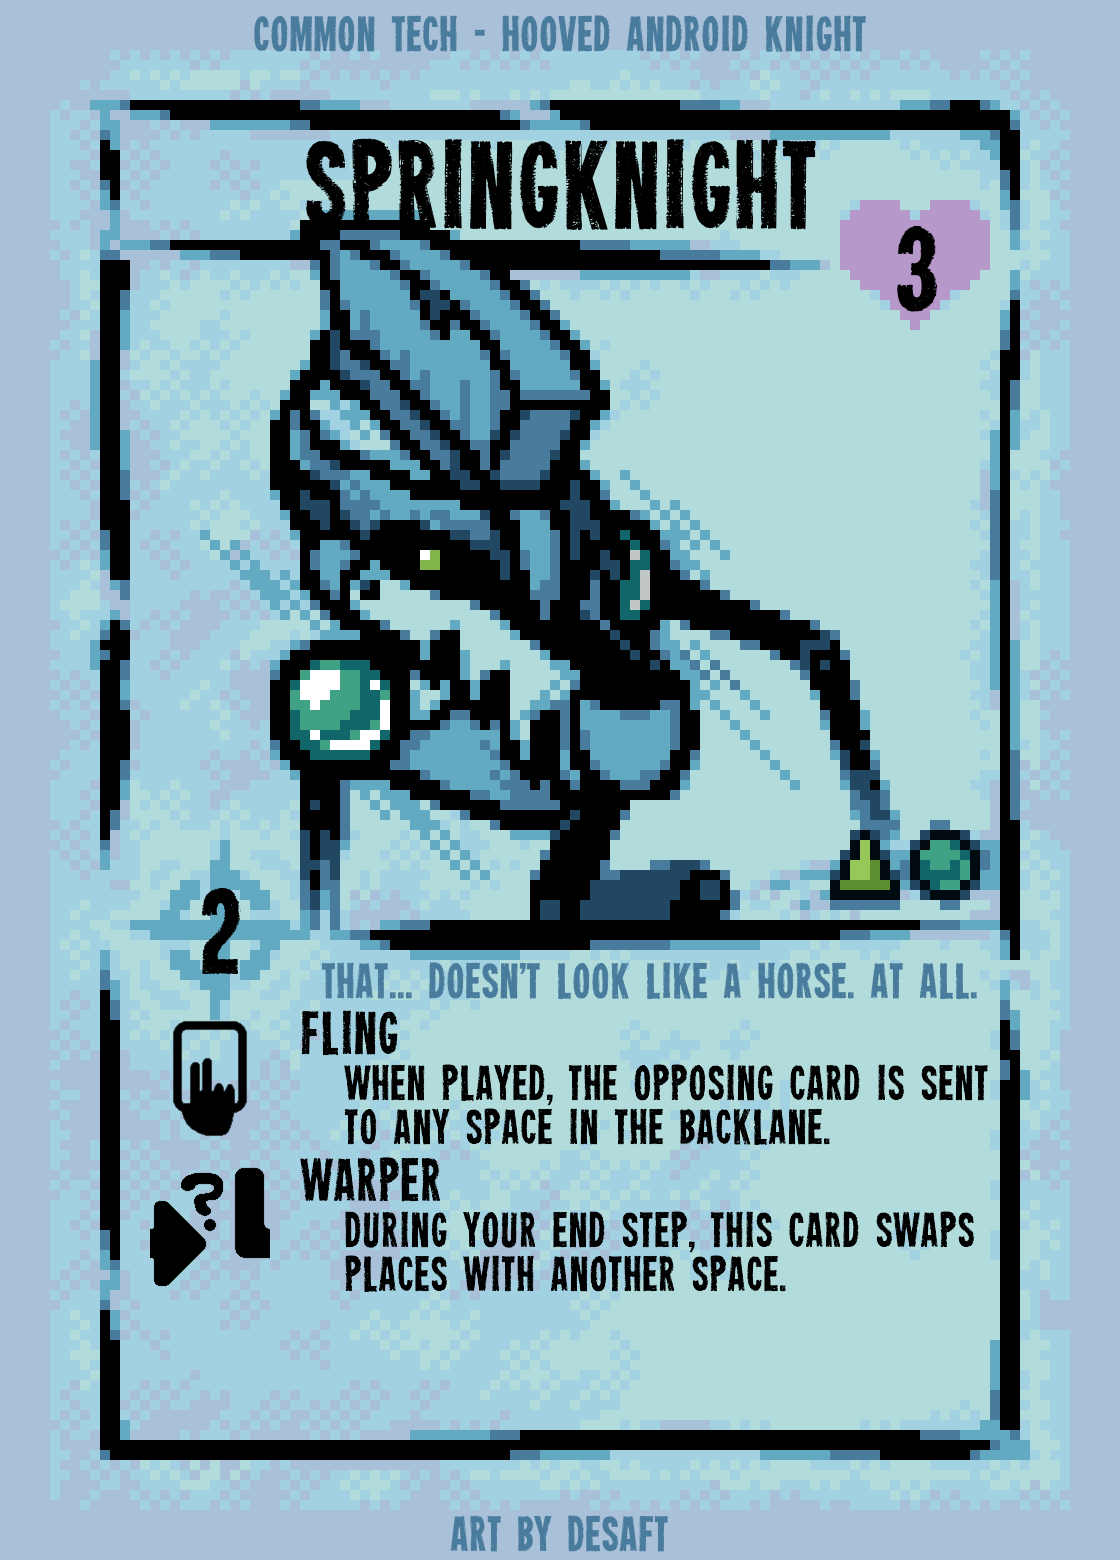 COMMON TECH - HOOVED ANDROID KNIGHT
SPRINGKNIGHT
3
2
THAT... DOESN'T LOOK LIKE A HORSE. AT ALL.
FLING
WHEN PLAYED, THE OPPOSING CARD IS SENT
TO ANY SPACE IN THE BACKLANE.
?
WARPER
DURING YOUR END STEP, THIS CARD SWAPS
PLACES WITH ANOTHER SPACE.
ART BY DESAFT